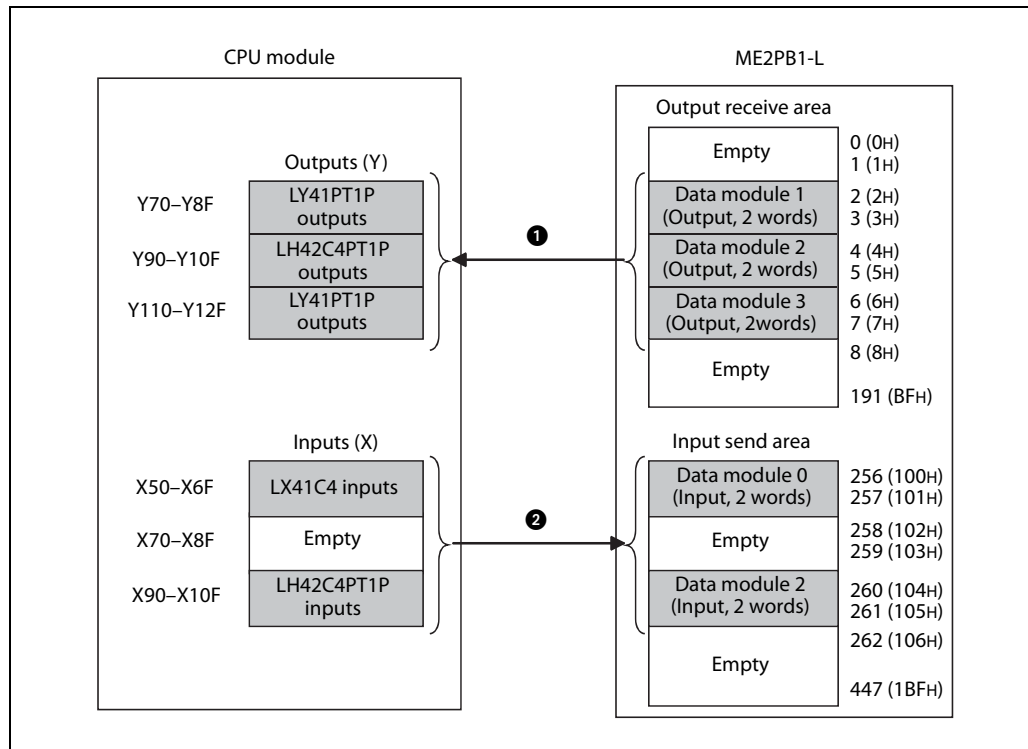 CPU module
Outputs (Y)
Y70–Y8F
LY41PT1P
outputs
Y90–Y10F
LH42C4PT1P
outputs
Y110–Y12F
LY41PT1P
outputs
Inputs (X)
X50–X6F
LX41C4 inputs
X70–X8F
Empty
X90–X10F
LH42C4PT1P
inputs
1
2
ME2PB1-L
Output receive area
Empty
0 (0H)
1 (1H)
Data module 1
(Output, 2 words)
2 (2H)
3 (3H)
Data module 2
(Output, 2 words)
4 (4H)
5 (5H)
Data module 3
(Output, 2words)
6 (6H)
7 (7H)
Empty
8 (8H)
191 (BFH)
Input send area
Data module 0
(Input, 2 words)
256 (100H)
257 (101H)
Empty
258 (102H)
259 (103H)
Data module 2
(Input, 2 words)
260 (104H)
261 (105H)
Empty
262 (106H)
447 (1BFH)